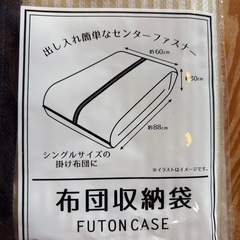 出し入れ簡単なセンターファスナー
約60cm
約30cm
約88cm
シングルサイズの
掛け布団に
※イラストはイメージです。
布団収納袋
FUTON CASE